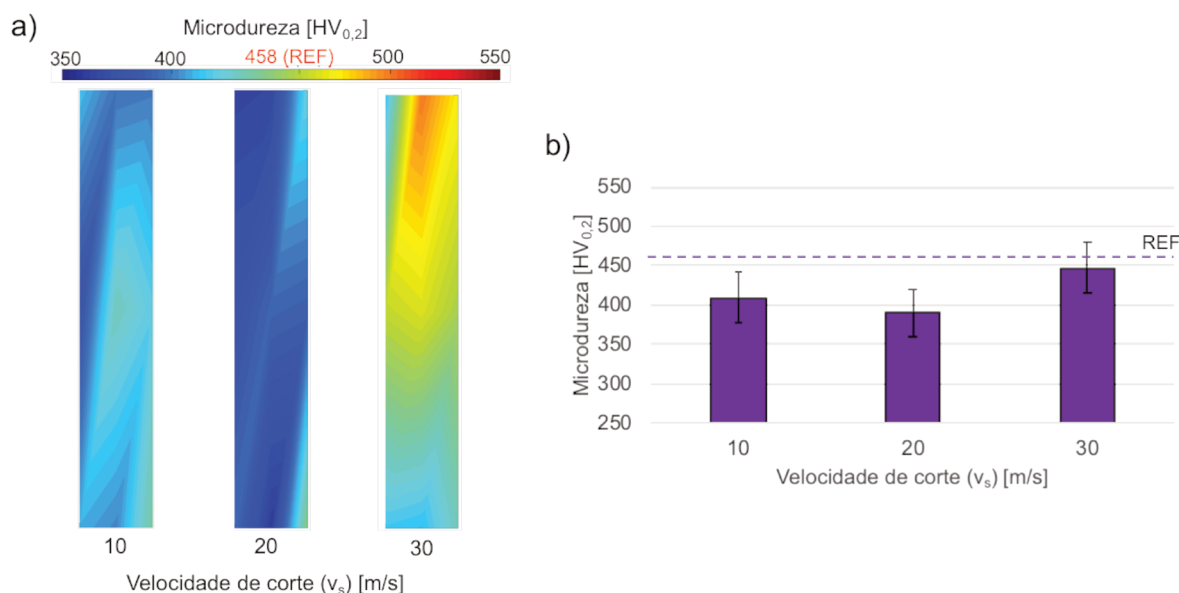 a)
Microdureza [HV0,2]
350 400 458 (REF) 500 550
10 20 30
Velocidade de corte (vs) [m/s]
b)
550
500
450
400
350
300
250
Microdureza [HV0,2]
REF
10 20 30
Velocidade de corte (vs) [m/s]